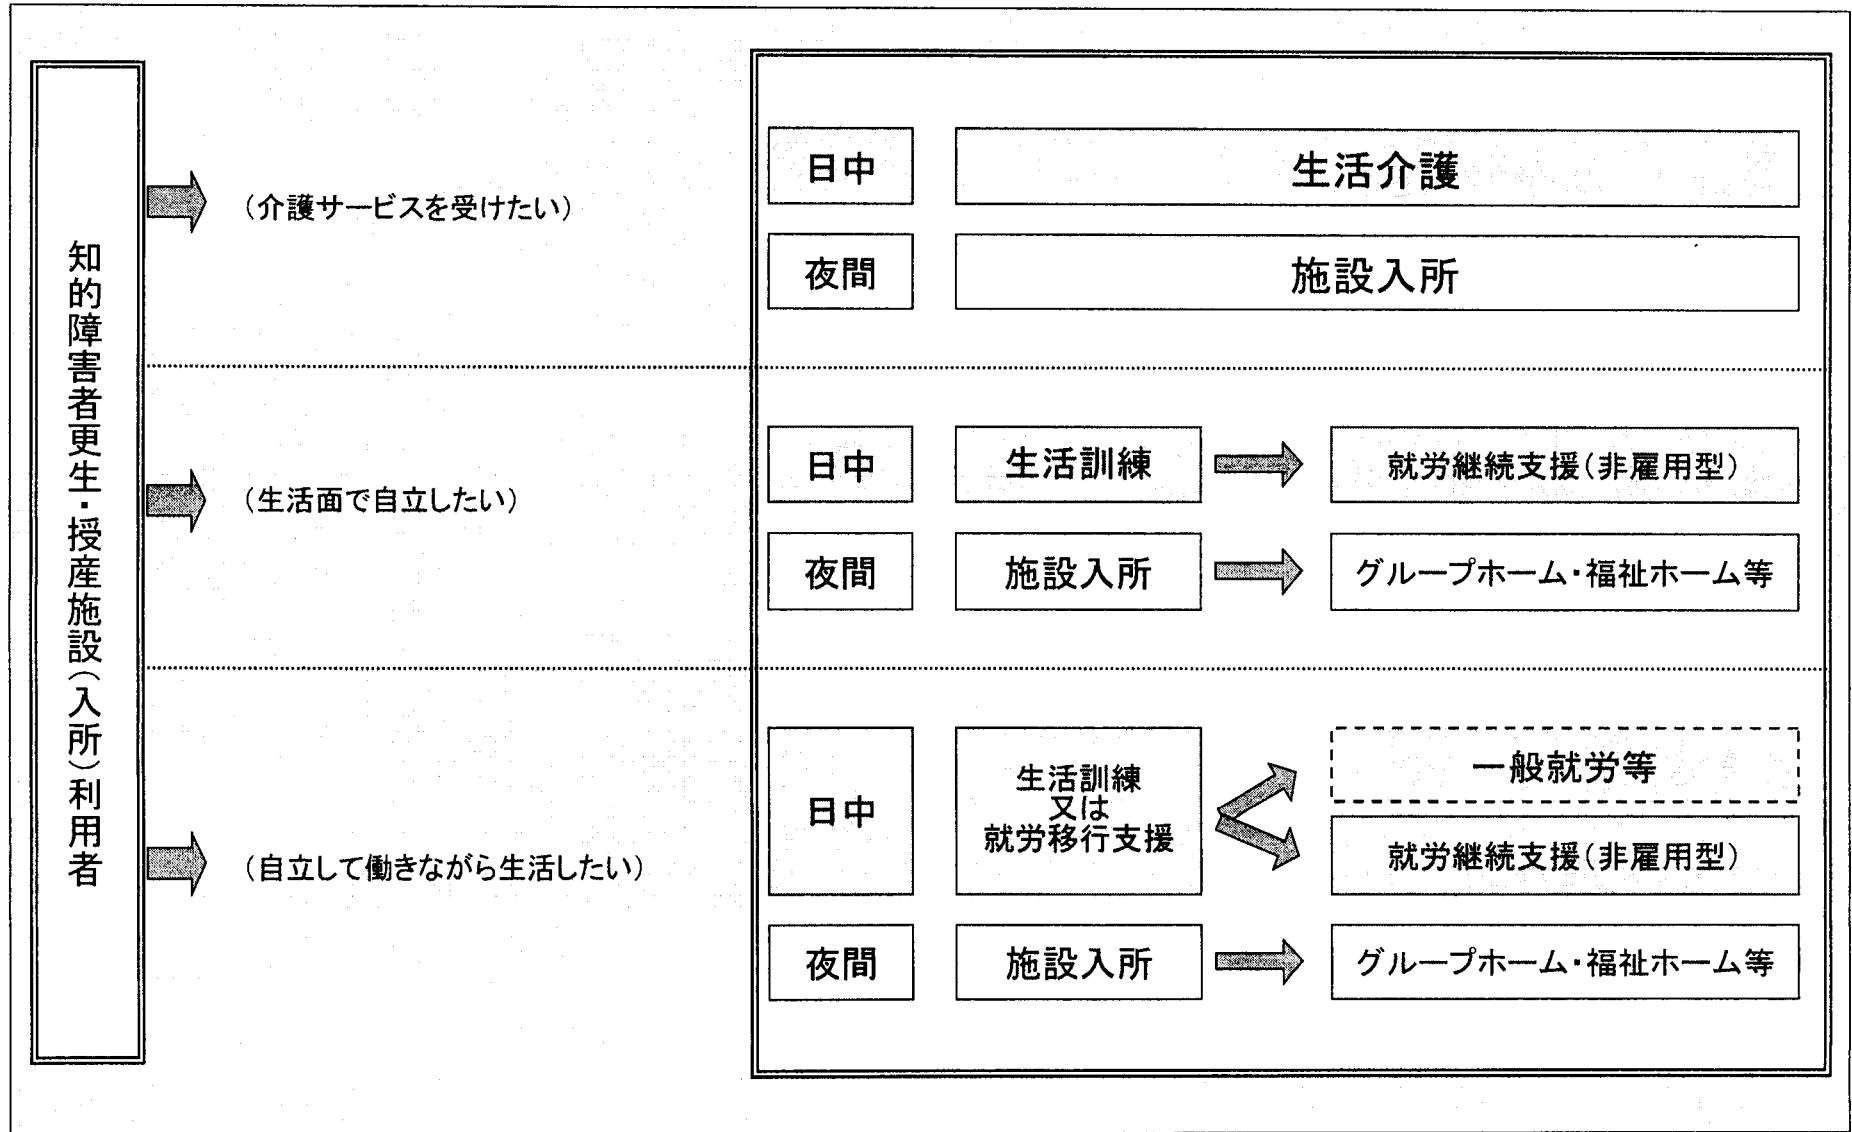 知的障害者更生・授産施設（入所）利用者
（介護サービスを受けたい）
日中
生活介護
夜間
施設入所
（生活面で自立したい）
日中
生活訓練
就労継続支援（非雇用型）
夜間
施設入所
グループホーム・福祉ホーム等
（自立して働きながら生活したい）
日中
生活訓練
又は
就労移行支援
一般就労等
就労継続支援（非雇用型）
夜間
施設入所
グループホーム・福祉ホーム等